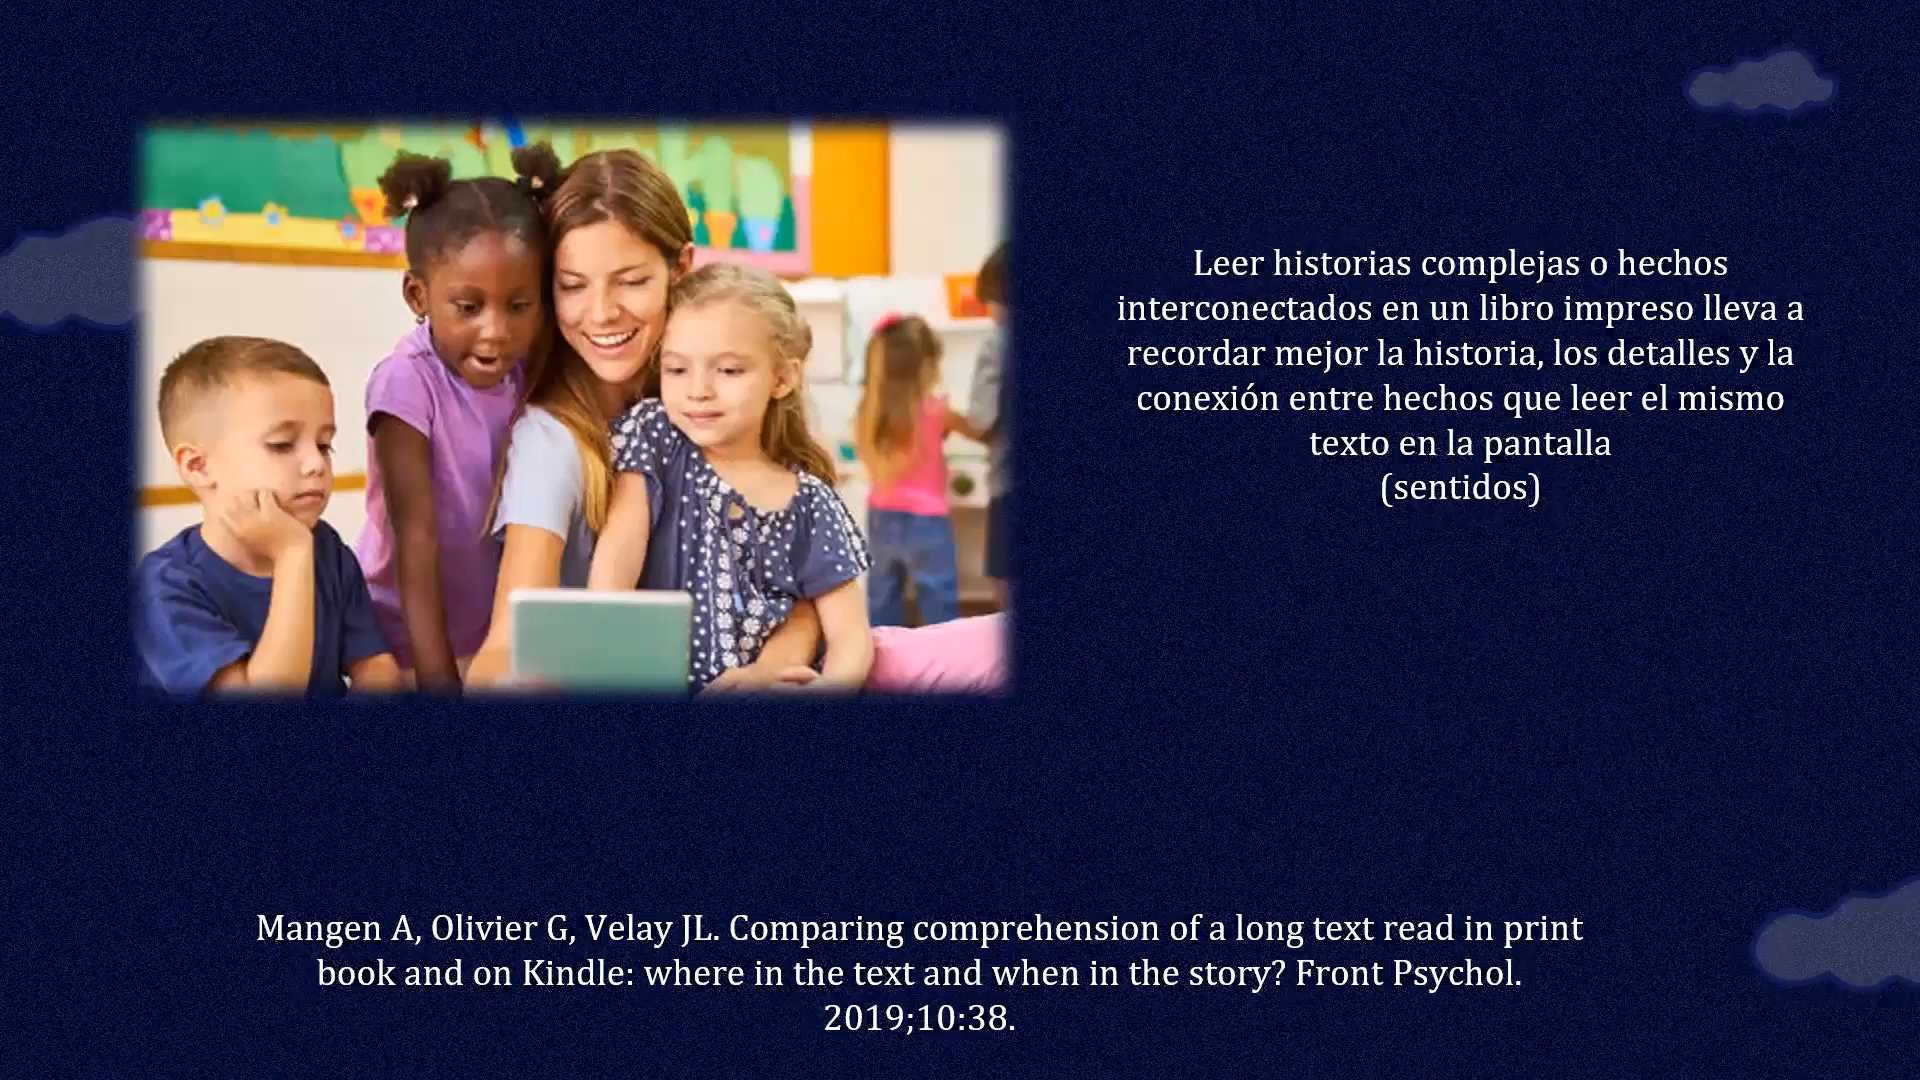 Leer historias complejas o hechos
interconectados en un libro impreso lleva a
recordar mejor la historia, los detalles y la
conexión entre hechos que leer el mismo
texto en la pantalla
(sentidos)
Mangen A, Olivier G, Velay JL. Comparing comprehension of a long text read in print
book and on Kindle: where in the text and when in the story? Front Psychol.
2019;10:38.